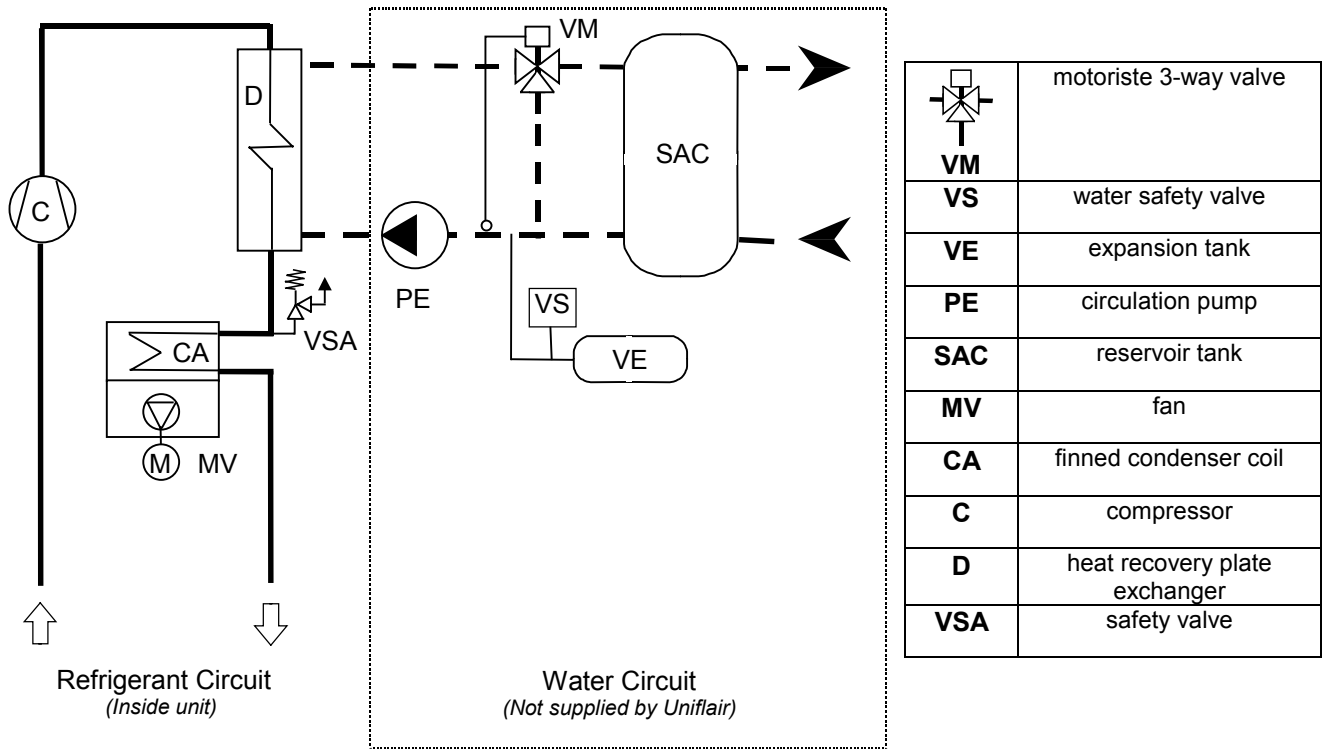 VM
D
SAC
C
PE
VSA
VS
CA
VE
M
MV
Refrigerant Circuit
(Inside unit)
Water Circuit
(Not supplied by Uniflair)
VM motoriste 3-way valve
VS water safety valve
VE expansion tank
PE circulation pump
SAC reservoir tank
MV fan
CA finned condenser coil
C compressor
D heat recovery plate
exchanger
VSA safety valve